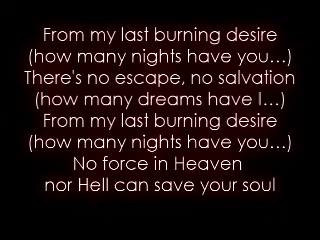 From my last burning desire
(how many nights have you...)
There's no escape, no salvation
(how many dreams have I...)
From my last burning desire
(how many nights have you...)
No force in Heaven
nor Hell can save your soul